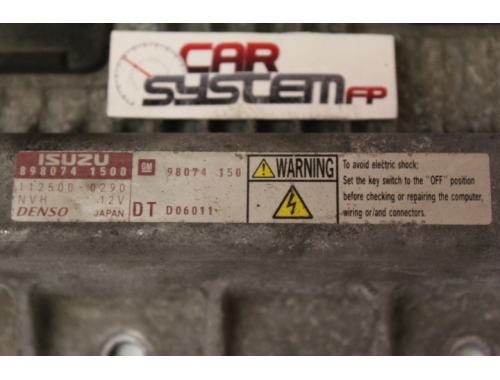 CAR
SYSTEM FP
ISUZU
898074 1500
112500-0290
NVH 12V
DENSO JAPAN
GM 98074 150
DT D06011-
WARNING
To avoid electric shock:
Set the key switch to the "OFF" position
before checking or repairing the computer,
wiring or/and connectors.